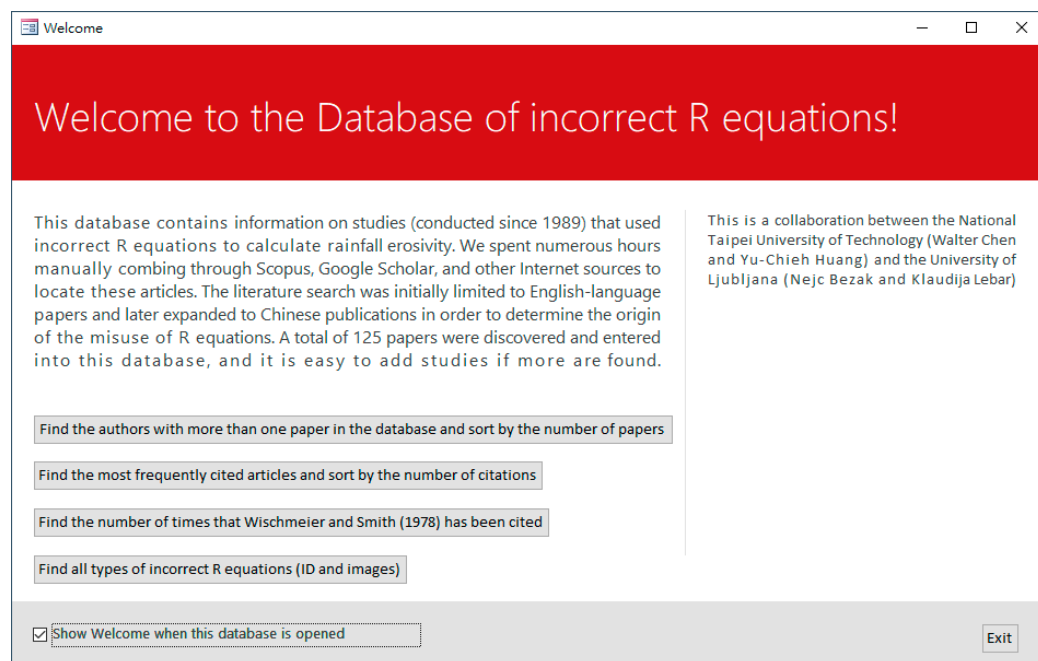 Welcome
Welcome to the Database of incorrect R equations!
This database contains information on studies (conducted since 1989) that used
incorrect R equations to calculate rainfall erosivity. We spent numerous hours
manually combing through Scopus, Google Scholar, and other Internet sources to
locate these articles. The literature search was initially limited to English-language
papers and later expanded to Chinese publications in order to determine the origin
of the misuse of R equations. A total of 125 papers were discovered and entered
into this database, and it is easy to add studies if more are found.
This is a collaboration between the National
Taipei University of Technology (Walter Chen
and Yu-Chieh Huang) and the University of
Ljubljana (Nejc Bezak and Klaudija Lebar)
Find the authors with more than one paper in the database and sort by the number of papers
Find the most frequently cited articles and sort by the number of citations
Find the number of times that Wischmeier and Smith (1978) has been cited
Find all types of incorrect R equations (ID and images)
Show Welcome when this database is opened
Exit